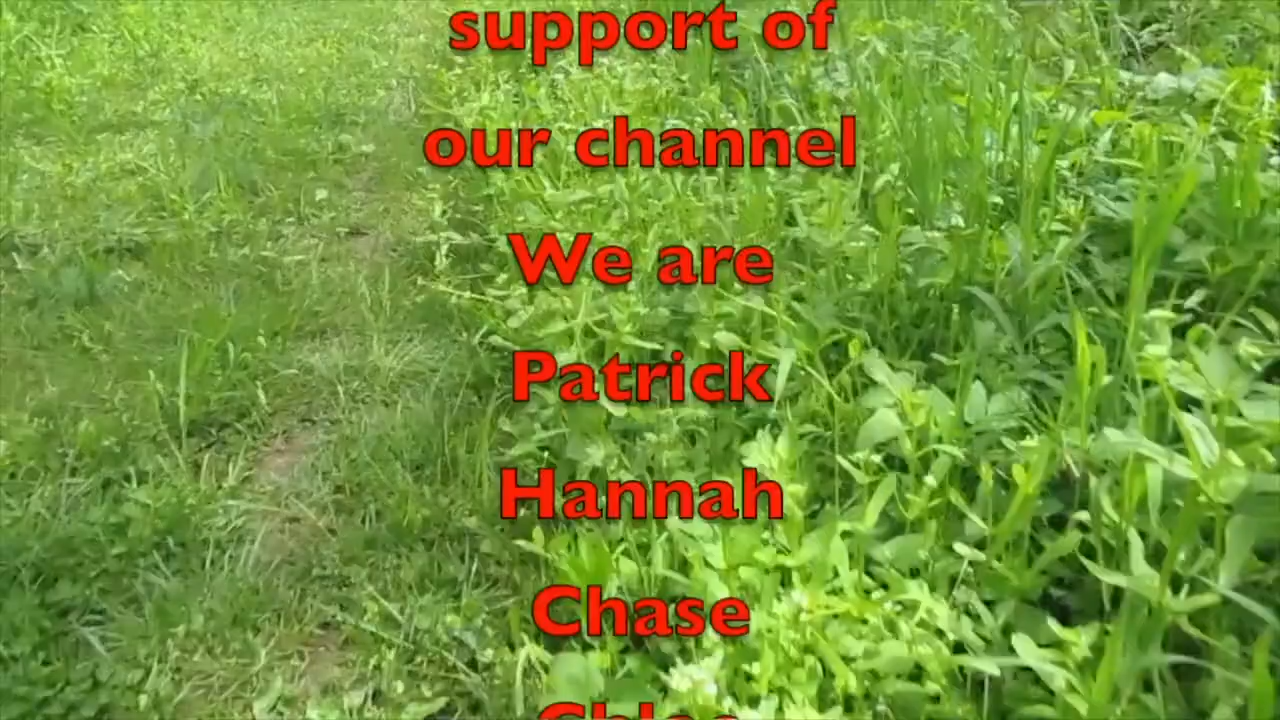 support of
our channel
We are
Patrick
Hannah
Chase